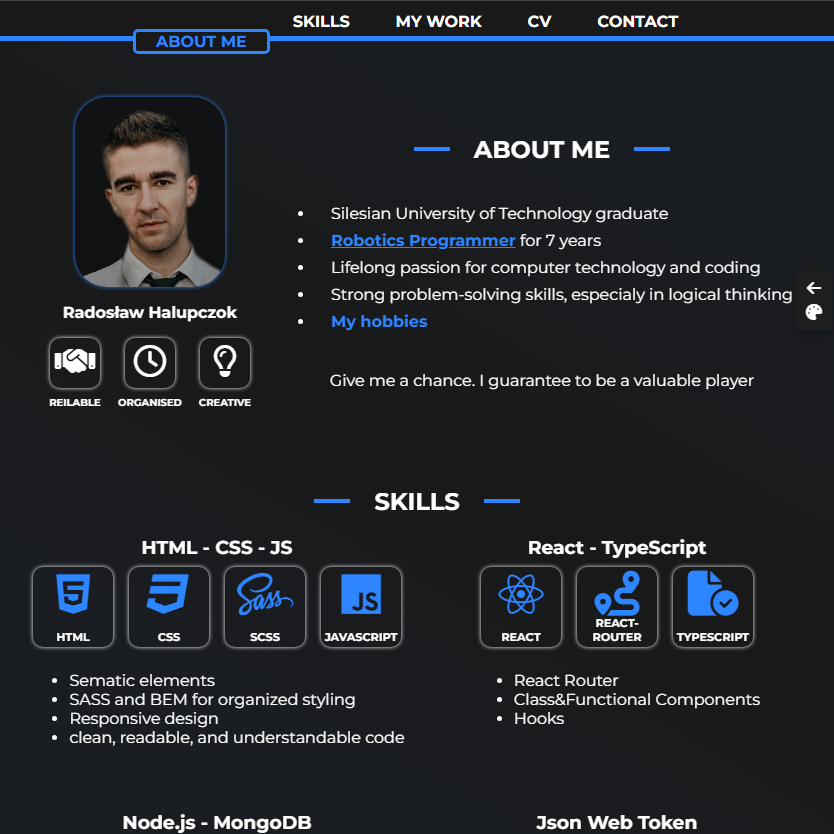 SKILLS MY WORK CV CONTACT
ABOUT ME
ABOUT ME
Silesian University of Technology graduate
Robotics Programmer for 7 years
Lifelong passion for computer technology and coding
Strong problem-solving skills, especialy in logical thinking
My hobbies
Give me a chance. I guarantee to be a valuable player
Radosław Halupczok
REILABLE ORGANISED CREATIVE
SKILLS
HTML - CSS - JS
5
Sass
JS
HTML CSS SCSS JAVASCRIPT
Sematic elements
SASS and BEM for organized styling
Responsive design
clean, readable, and understandable code
React - TypeScript
REACT REACT-
ROUTER TYPESCRIPT
React Router
Class&Functional Components
Hooks
Node.js - MongoDB
Json Web Token